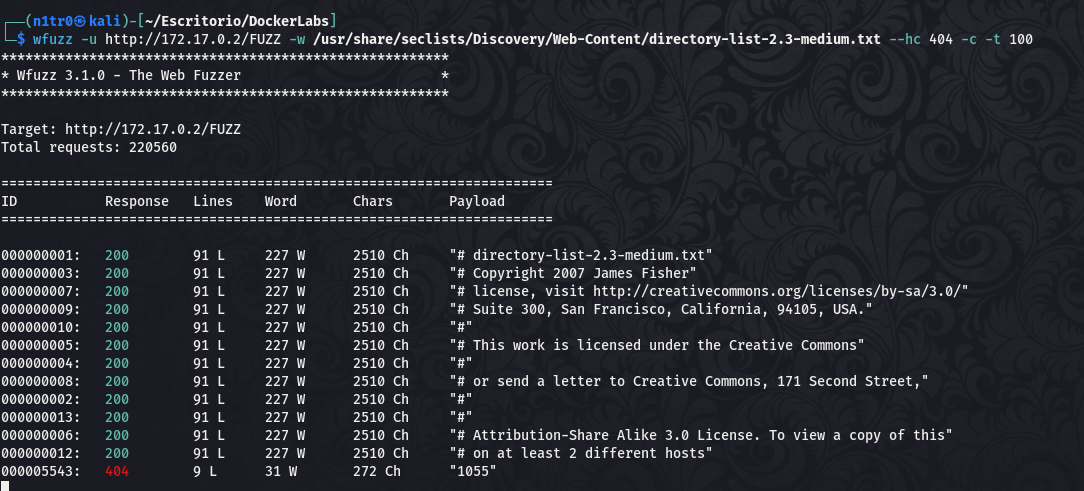 ┌──(n1tr0㉿kali)-[~/Escritorio/DockerLabs]
└─$ wfuzz -u http://172.17.0.2/FUZZ -w /usr/share/seclists/Discovery/Web-Content/directory-list-2.3-medium.txt --hc 404 -c -t 100
********************************************************
* Wfuzz 3.1.0 - The Web Fuzzer                         *
********************************************************

Target: http://172.17.0.2/FUZZ
Total requests: 220560

=====================================================================
ID           Response   Lines    Word       Chars       Payload
=====================================================================

000000001:   200        91 L     227 W      2510 Ch     "# directory-list-2.3-medium.txt"
000000003:   200        91 L     227 W      2510 Ch     "# Copyright 2007 James Fisher"
000000007:   200        91 L     227 W      2510 Ch     "# license, visit http://creativecommons.org/licenses/by-sa/3.0/"
000000009:   200        91 L     227 W      2510 Ch     "# Suite 300, San Francisco, California, 94105, USA."
000000010:   200        91 L     227 W      2510 Ch     "#"
000000005:   200        91 L     227 W      2510 Ch     "# This work is licensed under the Creative Commons"
000000004:   200        91 L     227 W      2510 Ch     "#"
000000008:   200        91 L     227 W      2510 Ch     "# or send a letter to Creative Commons, 171 Second Street,"
000000002:   200        91 L     227 W      2510 Ch     "#"
000000013:   200        91 L     227 W      2510 Ch     "#"
000000006:   200        91 L     227 W      2510 Ch     "# Attribution-Share Alike 3.0 License. To view a copy of this"
000000012:   200        91 L     227 W      2510 Ch     "# on at least 2 different hosts"
000005543:   404        9 L      31 W       272 Ch      "1055"